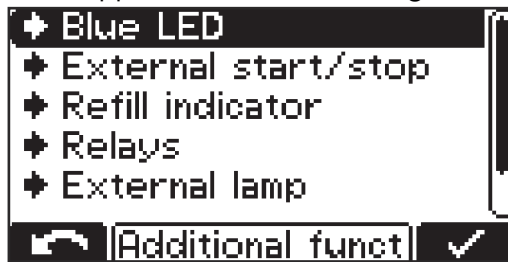 Blue LED
External start/stop
Refill indicator
Relays
External lamp
Additional funct